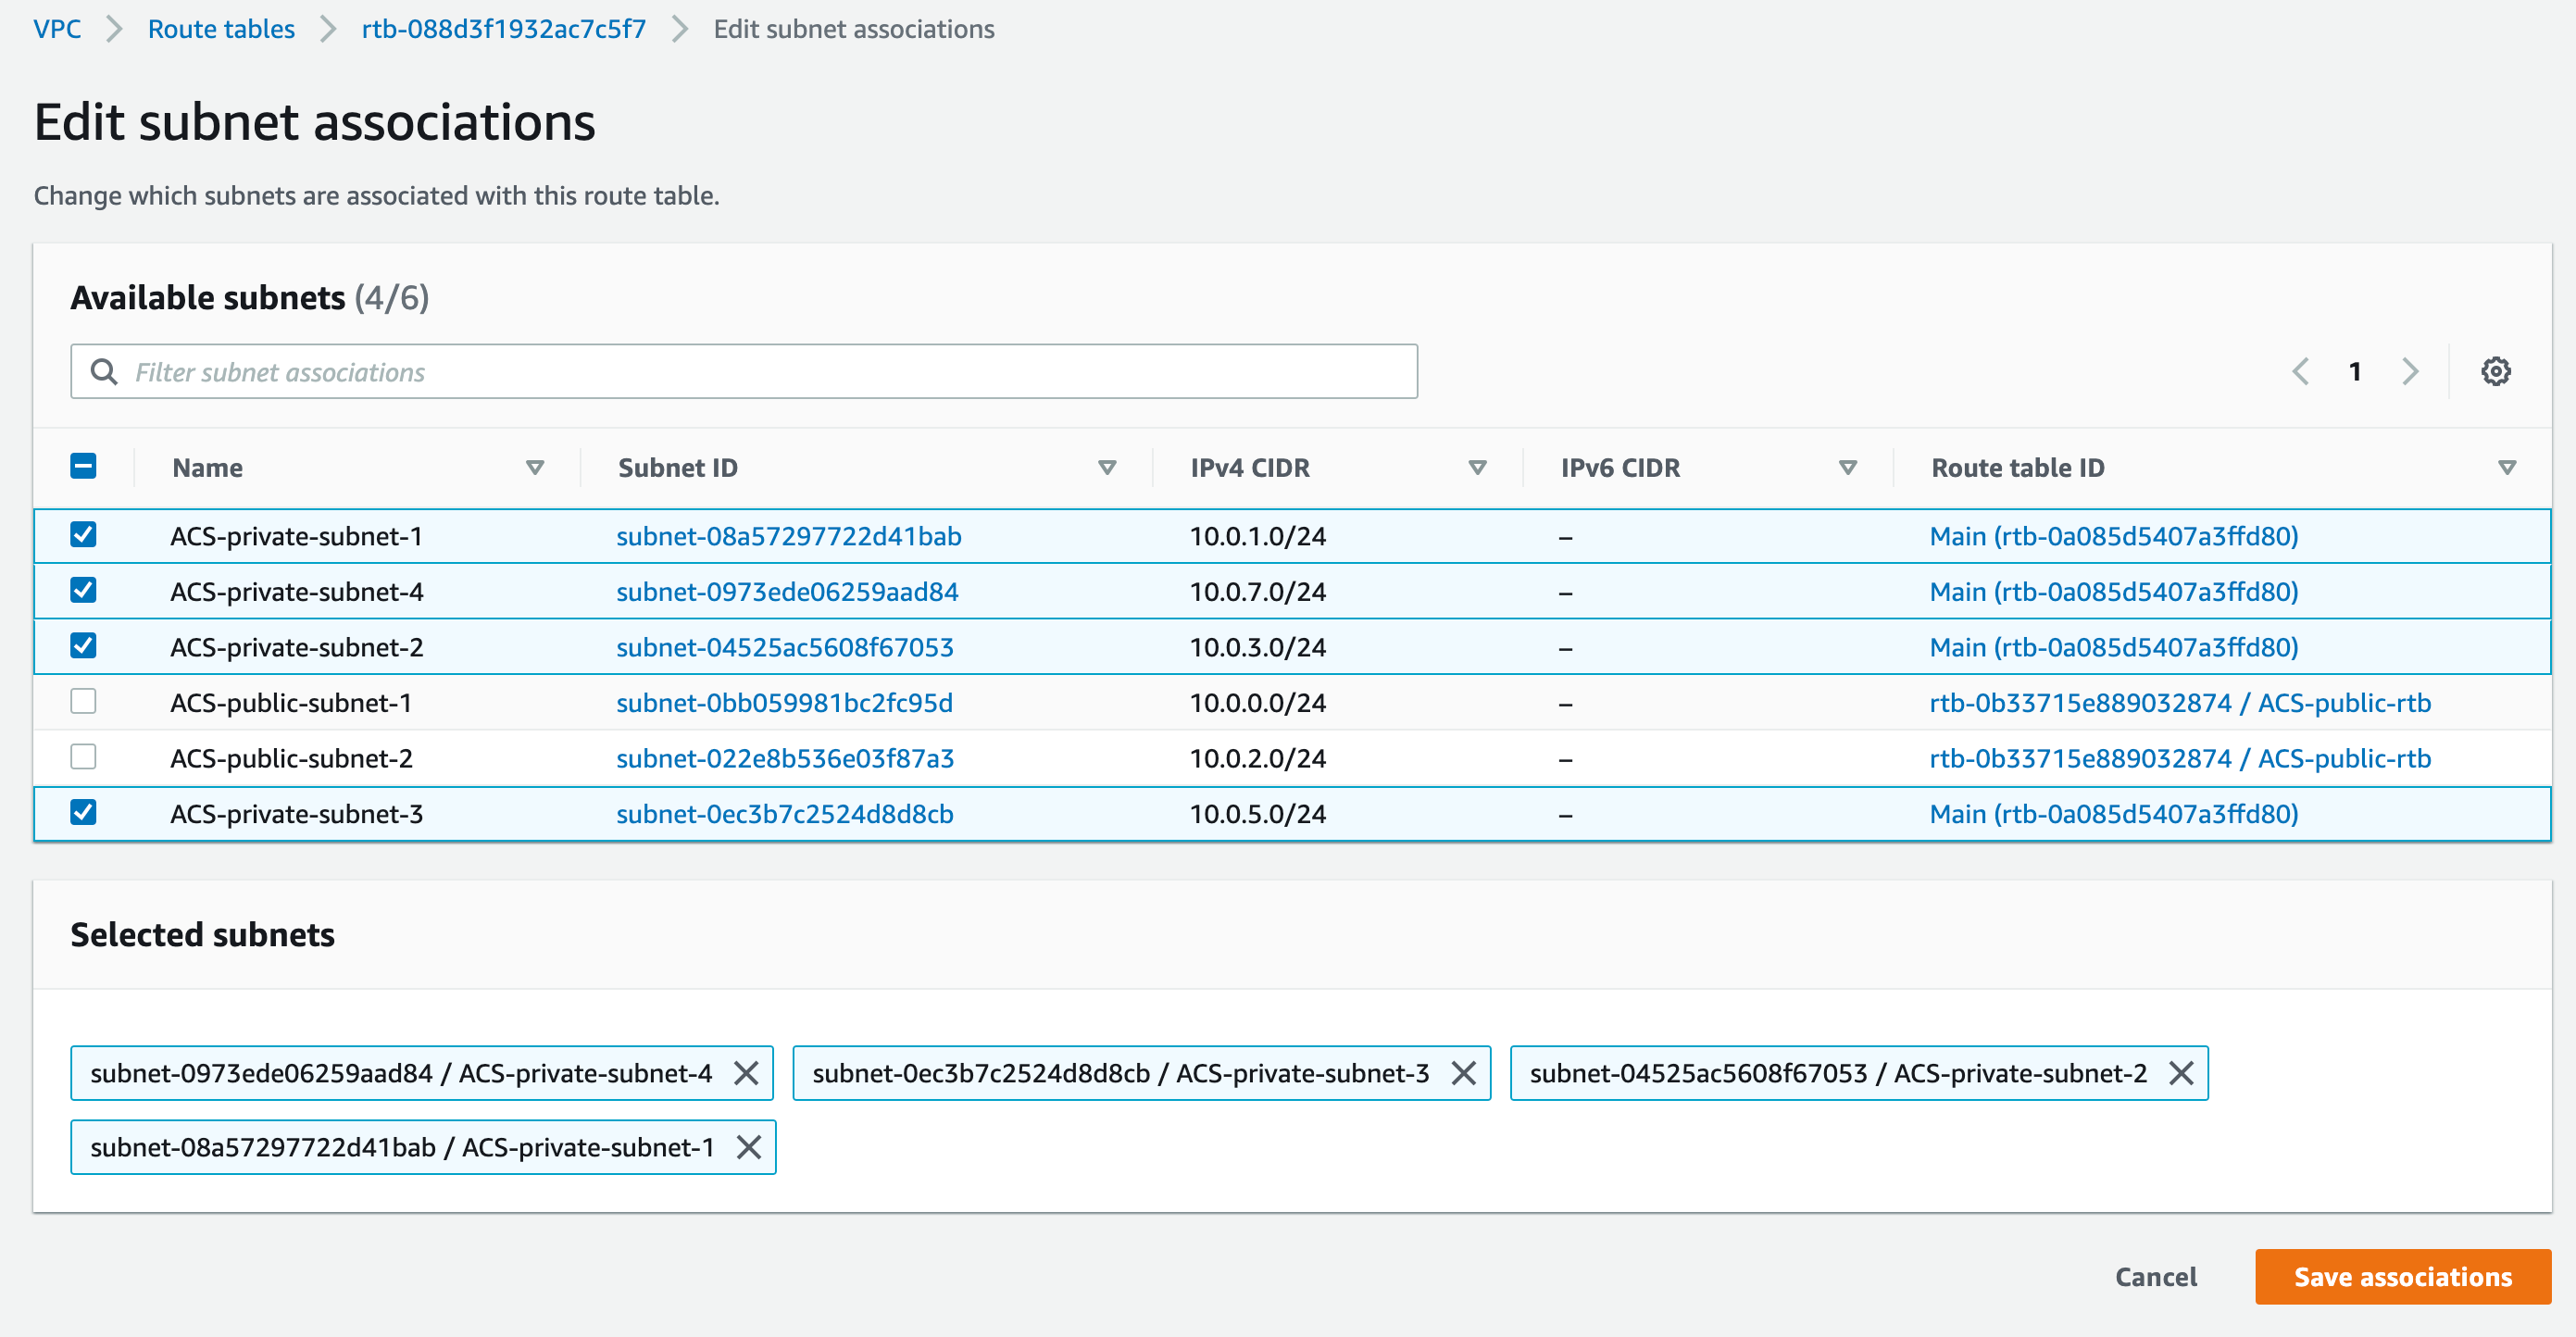 VPC > Route tables > rtb-088d3f1932ac7c5f7 > Edit subnet associations
Edit subnet associations
Change which subnets are associated with this route table.
Available subnets (4/6)
Filter subnet associations
1
Name Subnet ID IPv4 CIDR IPv6 CIDR Route table ID
ACS-private-subnet-1 subnet-08a57297722d41bab 10.0.1.0/24 – Main (rtb-0a085d5407a3ffd80)
ACS-private-subnet-4 subnet-0973ede06259aad84 10.0.7.0/24 – Main (rtb-0a085d5407a3ffd80)
ACS-private-subnet-2 subnet-04525ac5608f67053 10.0.3.0/24 – Main (rtb-0a085d5407a3ffd80)
ACS-public-subnet-1 subnet-0bb059981bc2fc95d 10.0.0.0/24 – rtb-0b33715e889032874 / ACS-public-rtb
ACS-public-subnet-2 subnet-022e8b536e03f87a3 10.0.2.0/24 – rtb-0b33715e889032874 / ACS-public-rtb
ACS-private-subnet-3 subnet-0ec3b7c2524d8d8cb 10.0.5.0/24 – Main (rtb-0a085d5407a3ffd80)
Selected subnets
subnet-0973ede06259aad84 / ACS-private-subnet-4 subnet-0ec3b7c2524d8d8cb / ACS-private-subnet-3 subnet-04525ac5608f67053 / ACS-private-subnet-2
subnet-08a57297722d41bab / ACS-private-subnet-1
Cancel Save associations